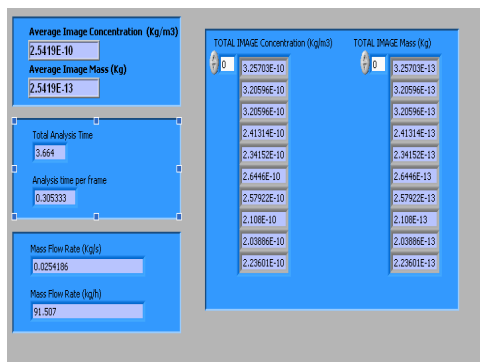 Average Image Concentration (Kg/m3)
2.5419E-10
Average Image Mass (Kg)
2.5419E-13
Total Analysis Time
3.664
Analysis time per frame
0.305333
Mass Flow Rate (Kg/s)
0.0254186
Mass Flow Rate (kg/h)
91.507
TOTAL IMAGE Concentration (Kg/m3) TOTAL IMAGE Mass (Kg)
0 3.25703E-10 0 3.25703E-13
3.20596E-10 3.20596E-13
3.20596E-10 3.20596E-13
2.41314E-10 2.41314E-13
2.34152E-10 2.34152E-13
2.6446E-10 2.6446E-13
2.57922E-10 2.57922E-13
2.108E-10 2.108E-13
2.03886E-10 2.03886E-13
2.23601E-10 2.23601E-13